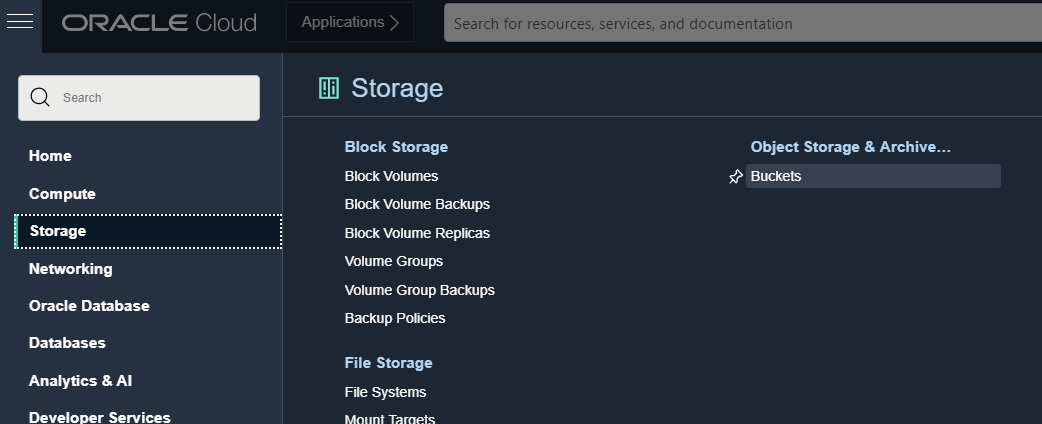 ORACLE Cloud
Applications
Search for resources, services, and documentation
Search
Home
Compute
Storage
Networking
Oracle Database
Databases
Analytics & AI
Developer Services
Storage
Block Storage
Block Volumes
Block Volume Backups
Block Volume Replicas
Volume Groups
Volume Group Backups
Backup Policies
File Storage
File Systems
Mount Targets
Object Storage & Archive...
Buckets